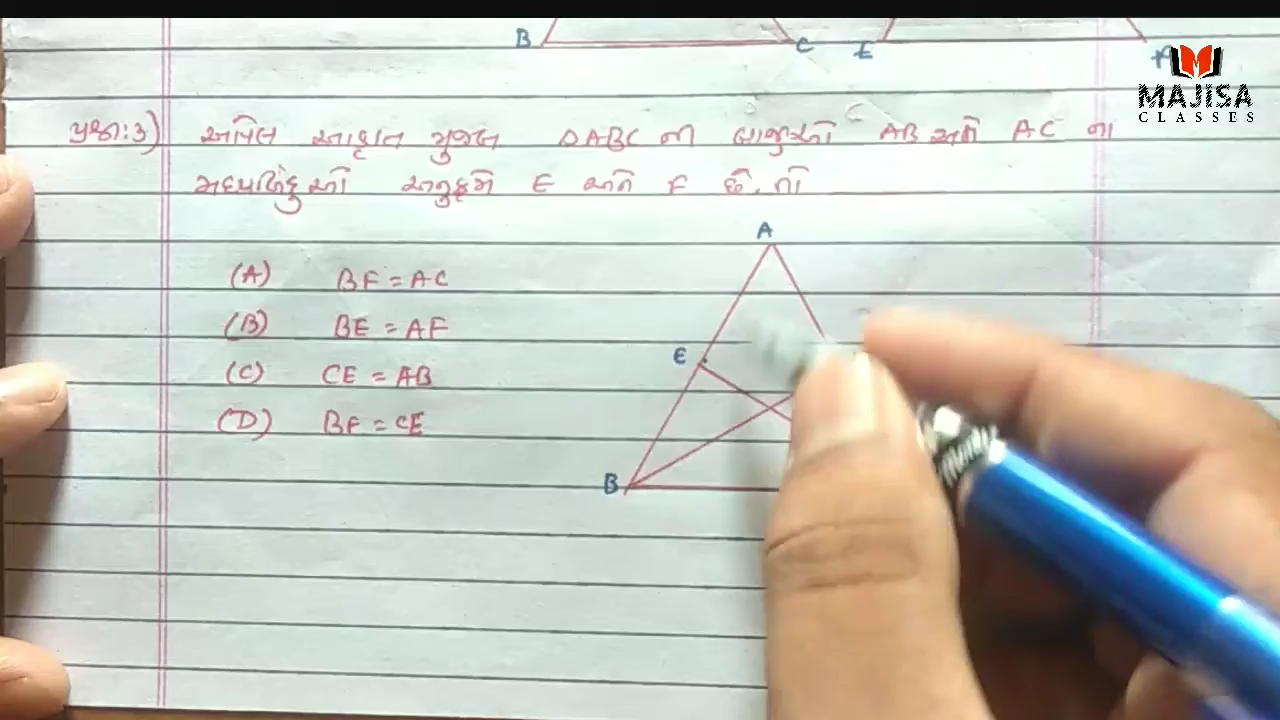 B C E
MAJISA
CLASSES
પ્રશ્ન:3) આપેલ આકૃતિ મુજબ ΔABC ની બાજુઓ AB અને AC ના
મધ્યબિંદુઓ અનુક્રમે E અને F છે. તો
A
(A) BF = AC
(B) BE = AF
E
(C) CE = AB
(D) BF = CE
B